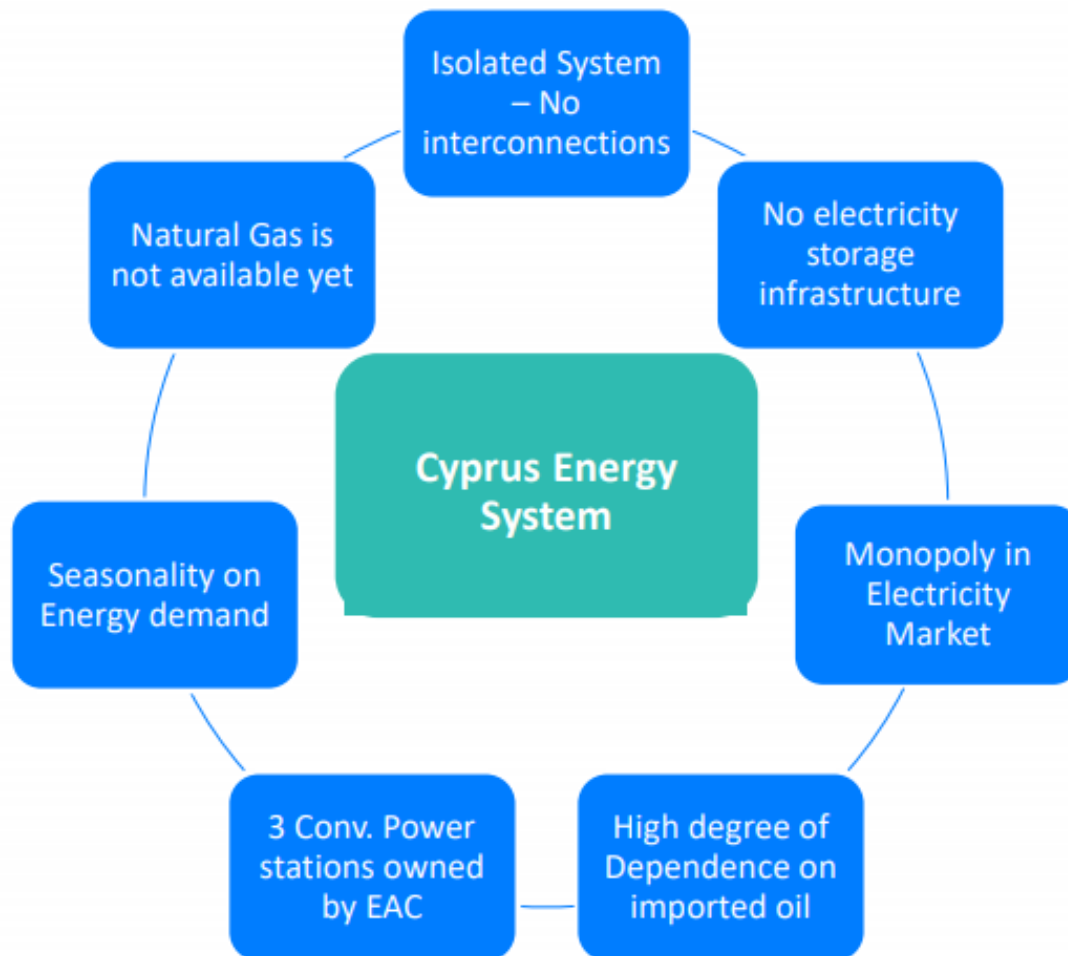 Isolated System
– No
interconnections
No electricity
storage
infrastructure
Monopoly in
Electricity
Market
High degree of
Dependence on
imported oil
3 Conv. Power
stations owned
by EAC
Seasonality on
Energy demand
Natural Gas is
not available yet
Cyprus Energy
System